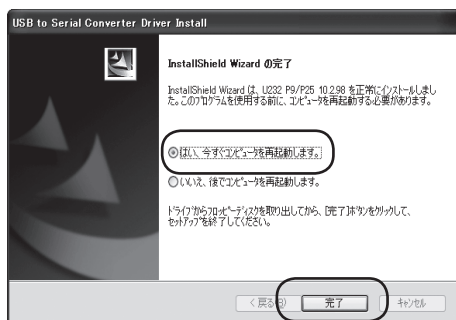 USB to Serial Converter Driver Install
InstallShield Wizard の完了
InstallShield Wizard は、U232 P9/P25 10.2.98 を正常にインストールしまし
た。このプログラムを使用する前に、コンピュータを再起動する必要があります。
はい、今すぐコンピュータを再起動します。
いいえ、後でコンピュータを再起動します。
ドライブからフロッピーディスクを取り出してから、[完了]ボタンをクリックして、
セットアップを終了してください。
< 戻る(B)
完了
キャンセル